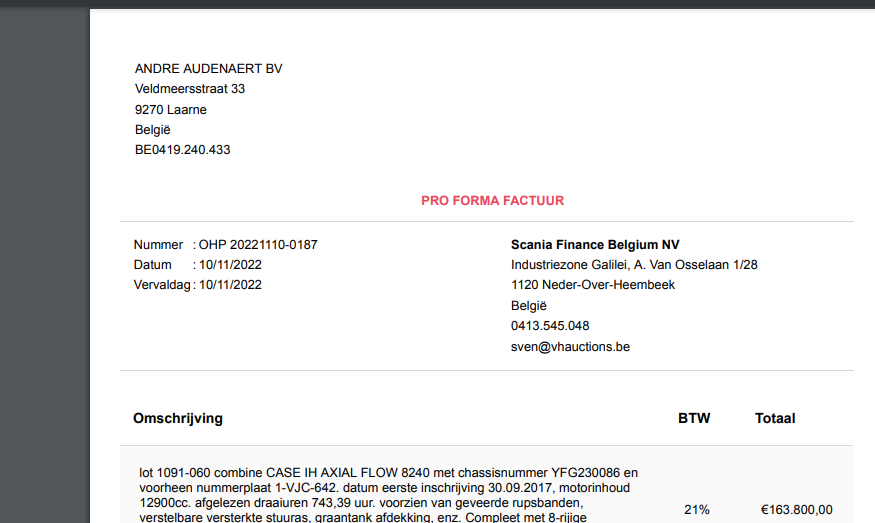 ANDRE AUDENAERT BV
Veldmeersstraat 33
9270 Laarne
België
BE0419.240.433
PRO FORMA FACTUUR
Nummer : OHP 20221110-0187
Datum : 10/11/2022
Vervaldag : 10/11/2022
Scania Finance Belgium NV
Industriezone Galilei, A. Van Osselaan 1/28
1120 Neder-Over-Heembeek
België
0413.545.048
sven@vhauctions.be
Omschrijving BTW Totaal
lot 1091-060 combine CASE IH AXIAL FLOW 8240 met chassisnummer YFG230086 en
voorheen nummerplaat 1-VJC-642. datum eerste inschrijving 30.09.2017, motorinhoud
12900cc. afgelezen draaiuren 743,39 uur. voorzien van geveerde rupsbanden,
21% €163.800,00
verstelbare versterkte stuuras, graantank afdekking, enz. Compleet met 8-rijige